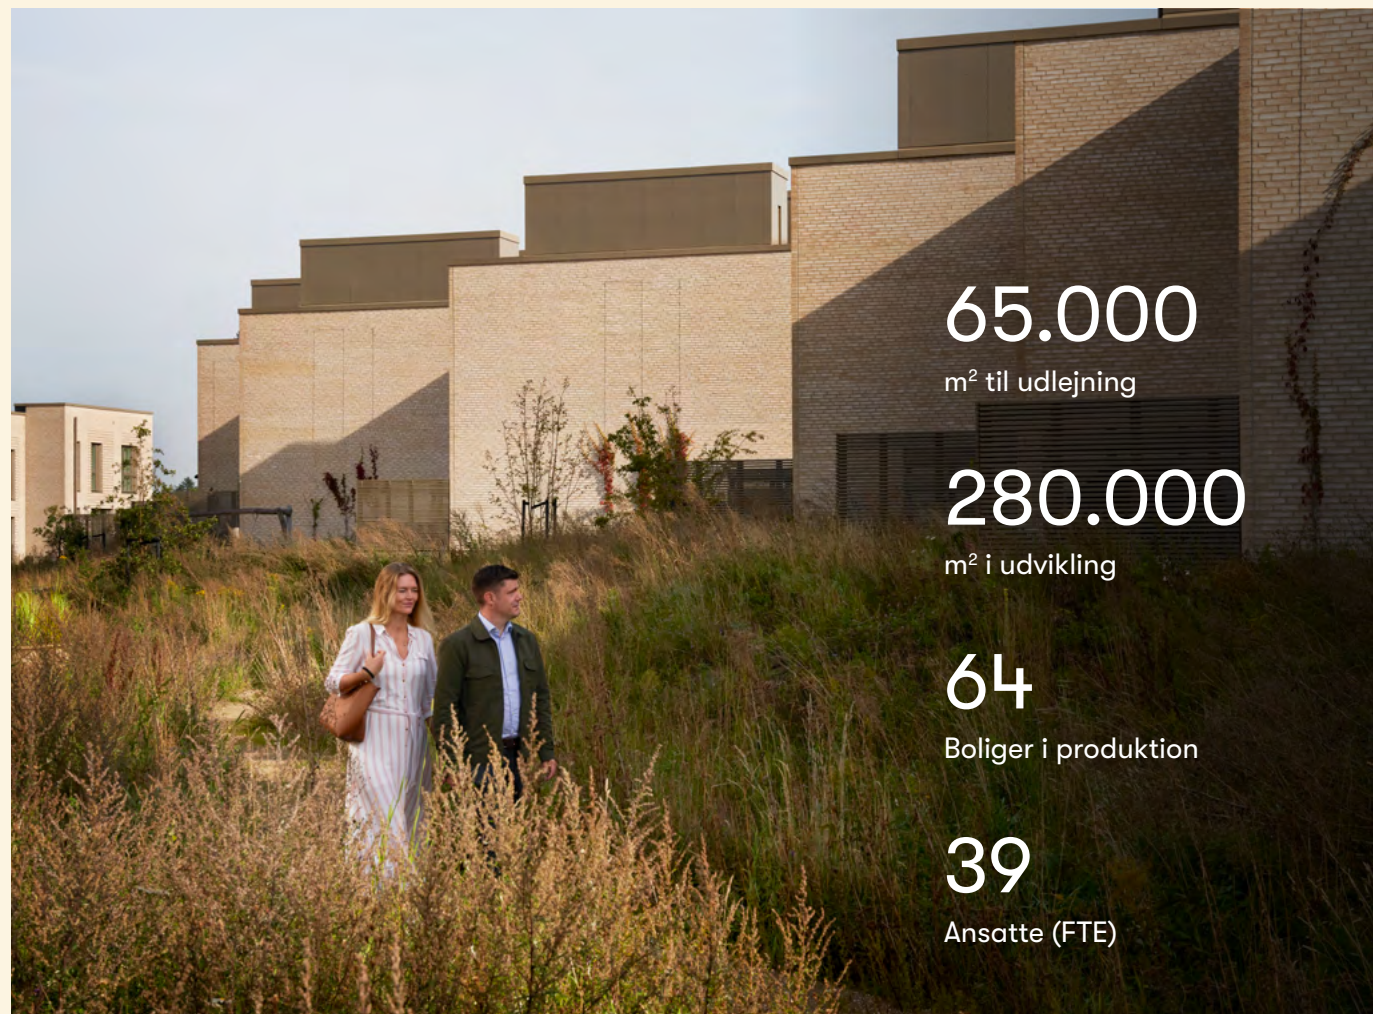 65.000
m² til udlejning
280.000
m² i udvikling
64
Boliger i produktion
39
Ansatte (FTE)